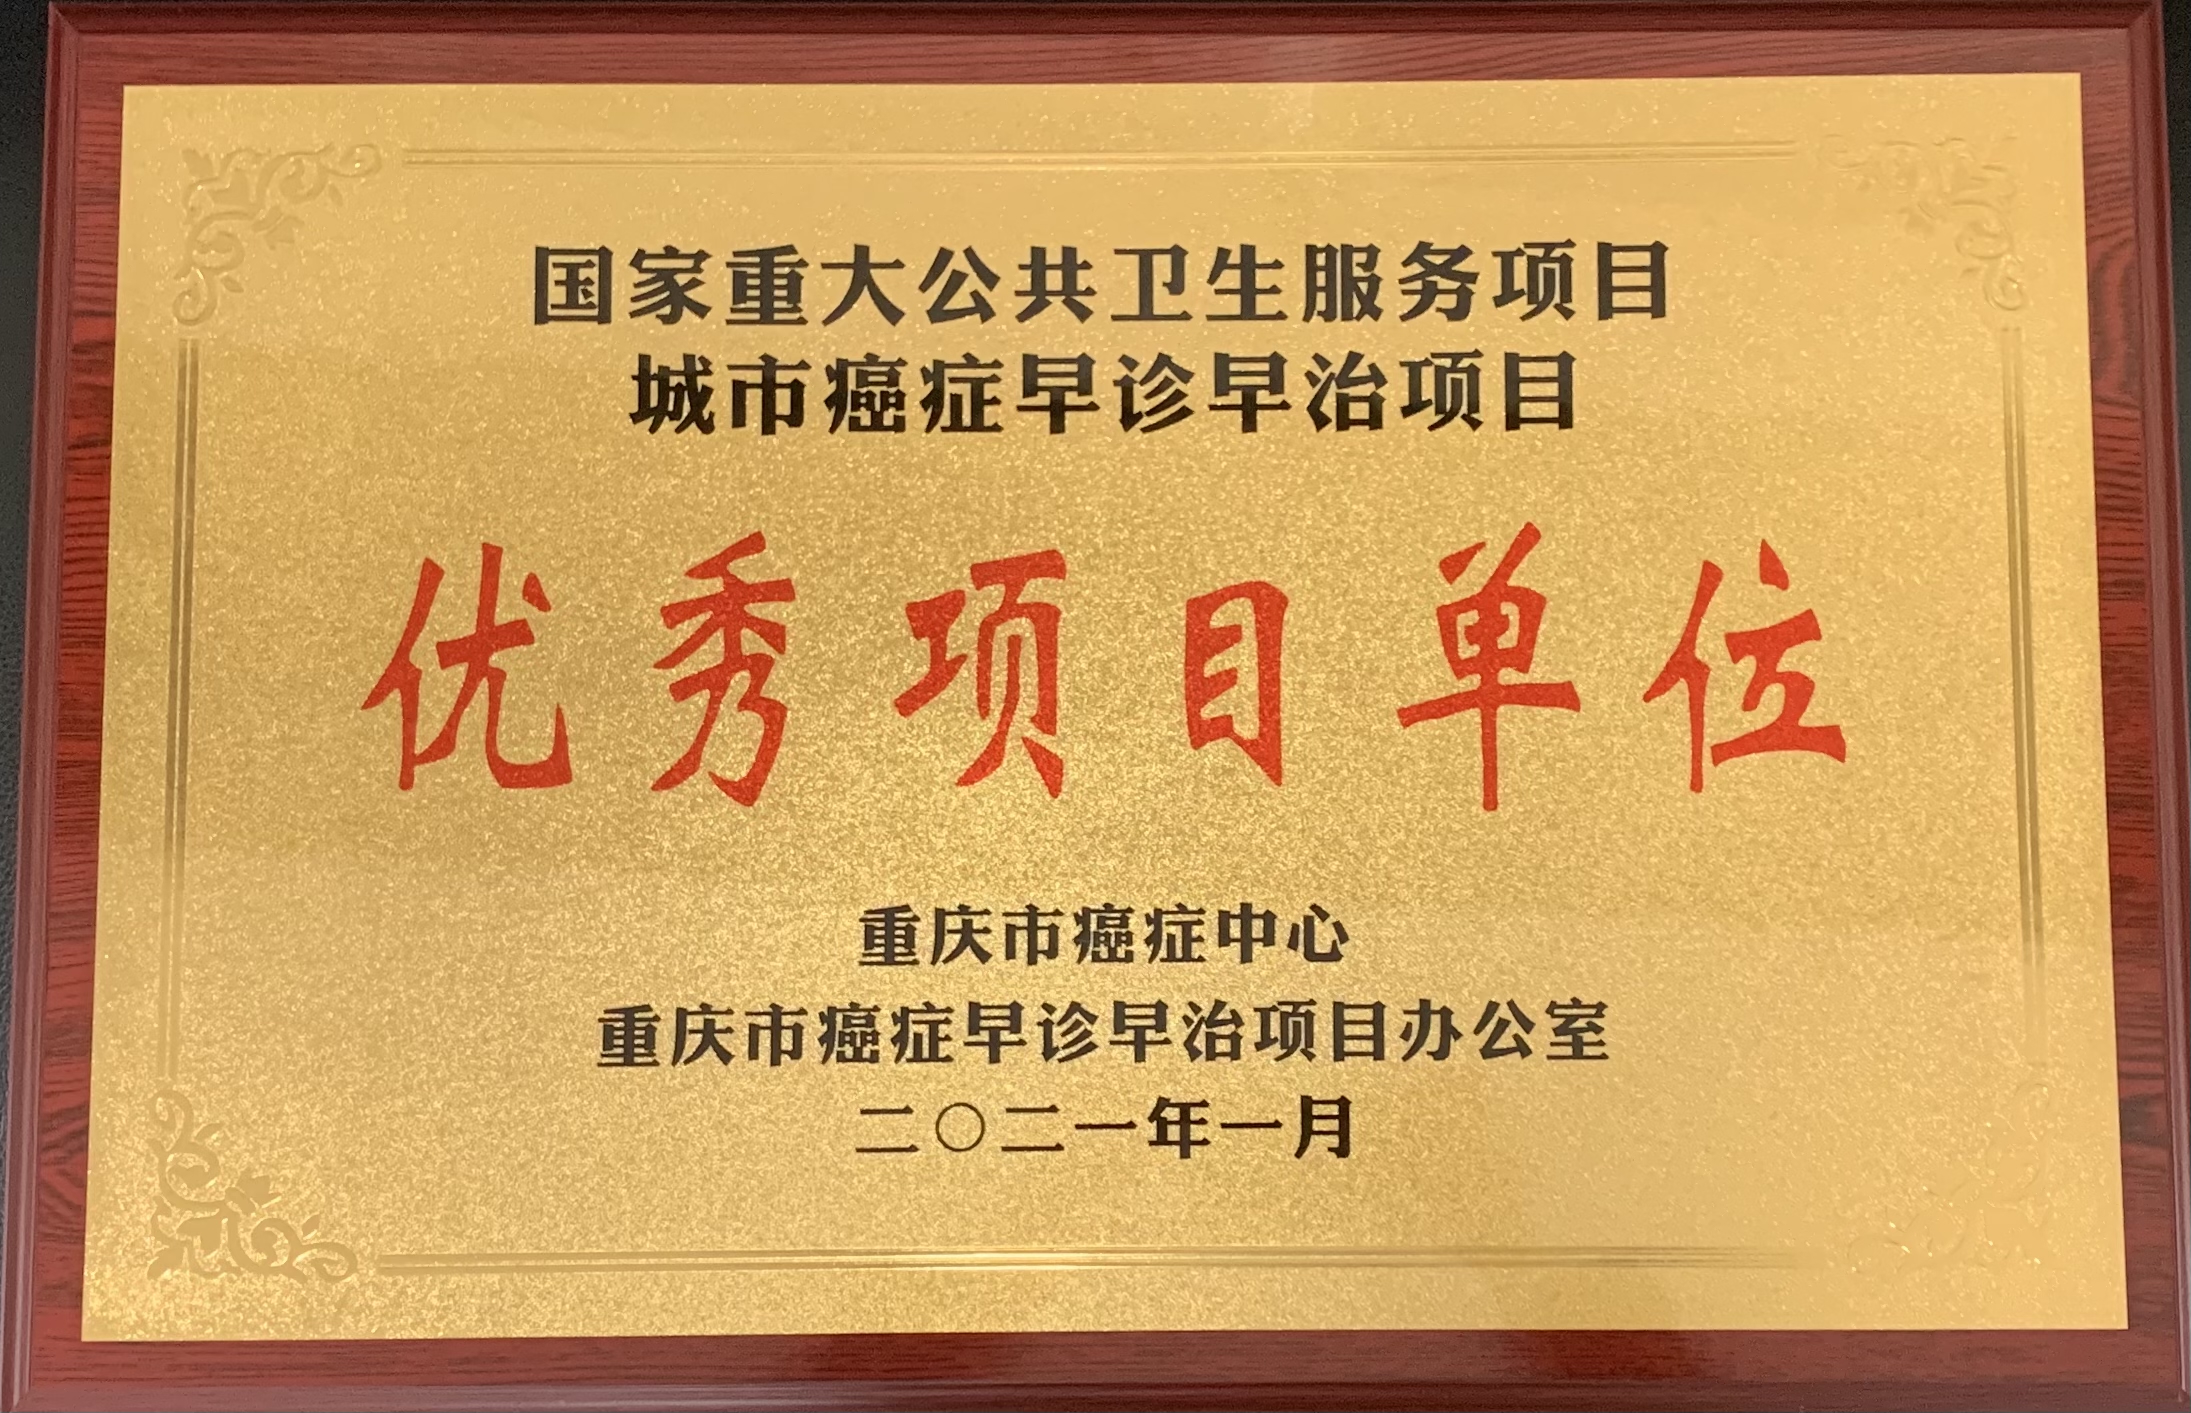 国家重大公共卫生服务项目
城市癌症早诊早治项目
优秀项目单位
重庆市癌症中心
重庆市癌症早诊早治项目办公室
二〇二一年一月